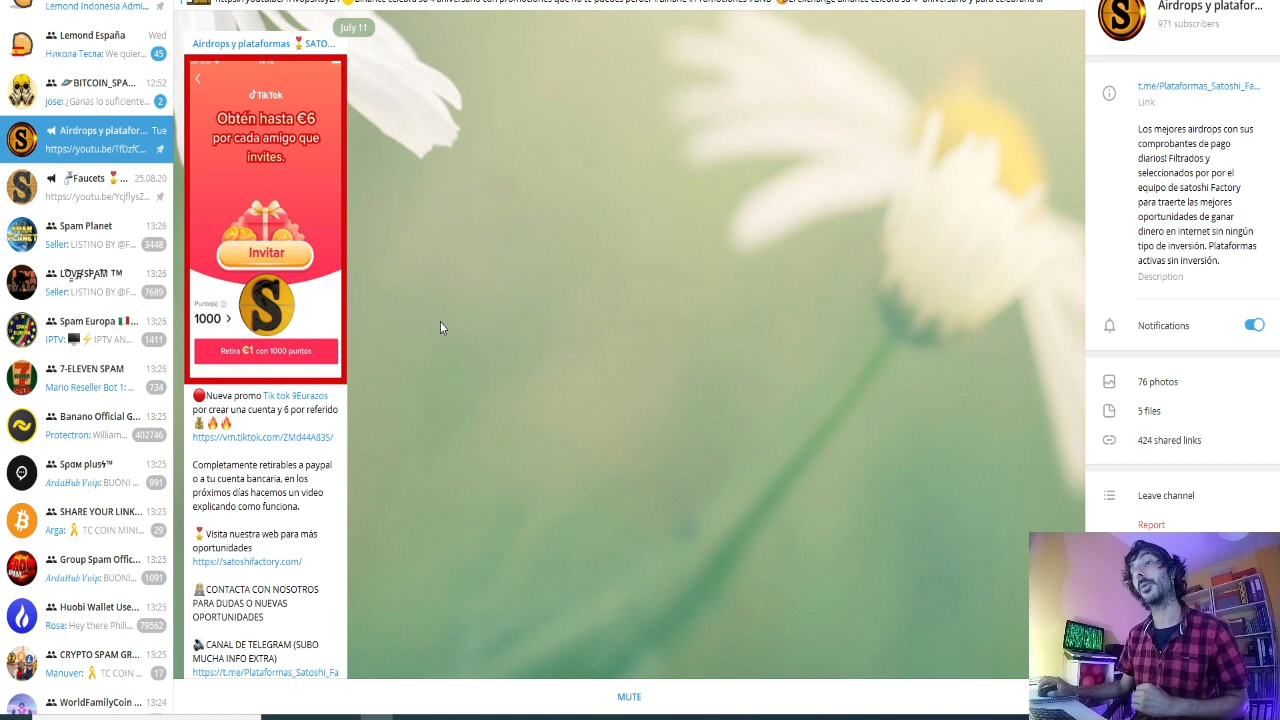 Lemond Indonesia Admi...
Lemond España Wed
Никола Тесла: We quier... 45
BITCOIN_SPA... 12:52
jose: ¿Ganas lo suficiente... 2
Airdrops y platafor... Tue
https://youtu.be/TfDzfC...
Faucets ... 25.08.20
https://youtu.be/YcjflysZ...
Spam Planet 13:26
Seller: LISTINO BY @F... 3448
LOVE/SPAM ™ 13:26
Seller: LISTINO BY @F... 7689
Spam Europa ... 13:26
IPTV: IPTV AN... 1411
7-ELEVEN SPAM 13:26
Mario Reseller Bot 1: ... 734
Banano Official G... 13:25
Protectron: William... 402746
Spαм plus™ 13:25
ArdaHub Voip: BUONI ... 991
SHARE YOUR LINK... 13:25
Arga: TC COIN MINI... 29
Group Spam Offic... 13:25
ArdaHub Voip: BUONI... 1091
Huobi Wallet Use... 13:25
Rose: Hey there Phili... 79562
CRYPTO SPAM GR... 13:25
Manuver: TC COIN ... 17
WorldFamilyCoin ... 13:24
July 11
Airdrops y plataformas SATO...
TikTok
Obtén hasta €6
por cada amigo que
invites.
Invitar
Punto(s)
1000 >
S
Retira €1 con 1000 puntos
Nueva promo Tik tok 9Eurazos
por crear una cuenta y 6 por referido
https://vm.tiktok.com/ZMd44A83S/
Completamente retirables a paypal
o a tu cuenta bancaria, en los
próximos días hacemos un video
explicando como funciona.
Visita nuestra web para más
oportunidades
https://satoshifactory.com/
CONTACTA CON NOSOTROS
PARA DUDAS O NUEVAS
OPORTUNIDADES
CANAL DE TELEGRAM (SUBO
MUCHA INFO EXTRA)
https://t.me/Plataformas_Satoshi_Fa
MUTE
Airdrops y platafor...
971 subscribers
t.me/Plataformas_Satoshi_Fa...
Link
Los mejores airdrops con sus
comprobantes de pago
diarios! Filtrados y
seleccionados por por el
equipo de satoshi Factory
para traerte las mejores
oportunidades de ganar
dinero en internet sin ningún
tipo de inversión. Plataformas
activas sin inversión.
Description
Notifications
76 photos
5 files
424 shared links
Leave channel
Report